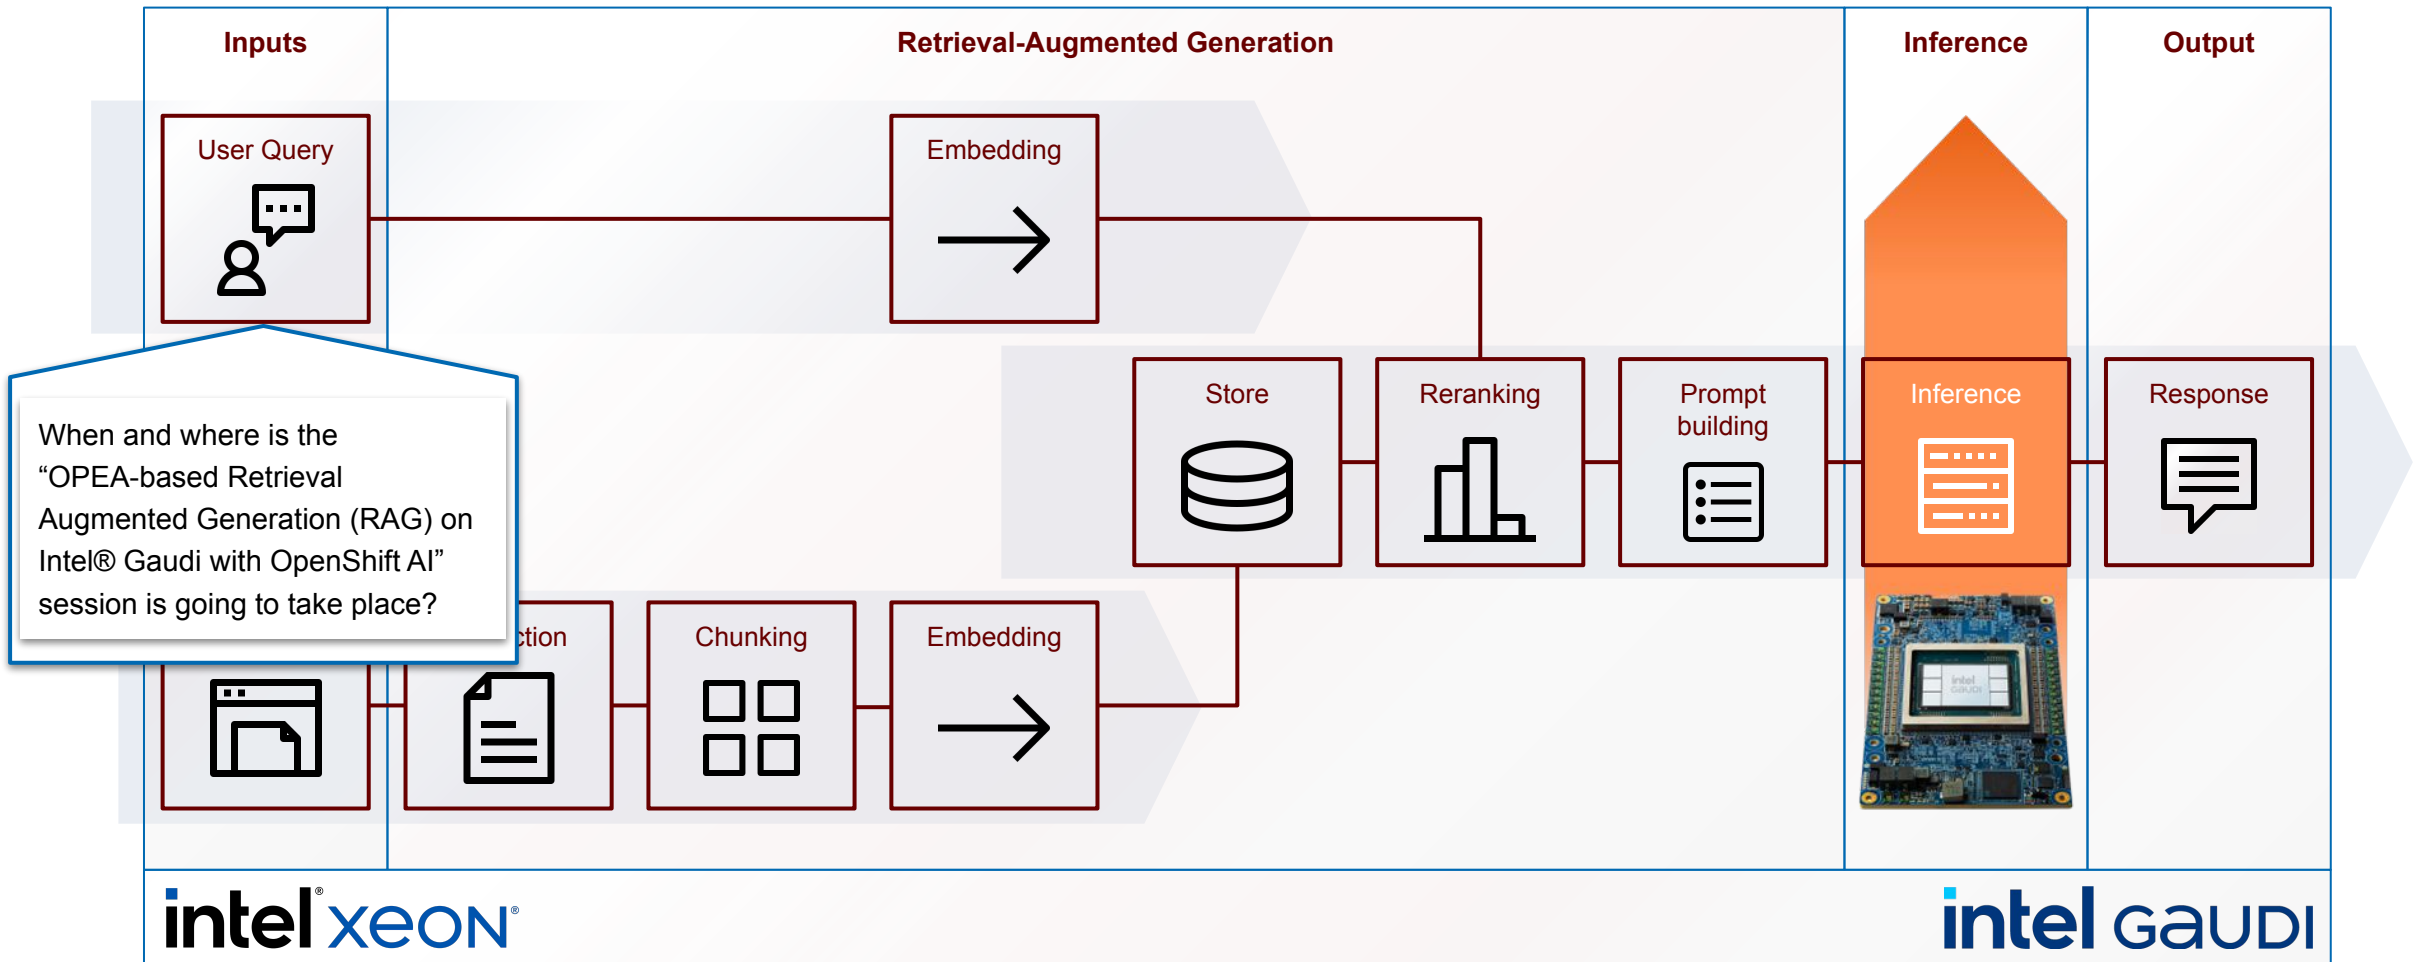 Inputs
Retrieval-Augmented Generation
Inference
Output
User Query
Embedding
When and where is the
“OPEA-based Retrieval
Augmented Generation (RAG) on
Intel® Gaudi with OpenShift AI”
session is going to take place?
Store
Reranking
Prompt
building
Inference
Response
ction
Chunking
Embedding
intel
GAUDI
intel® xeon®
intel GAUDI